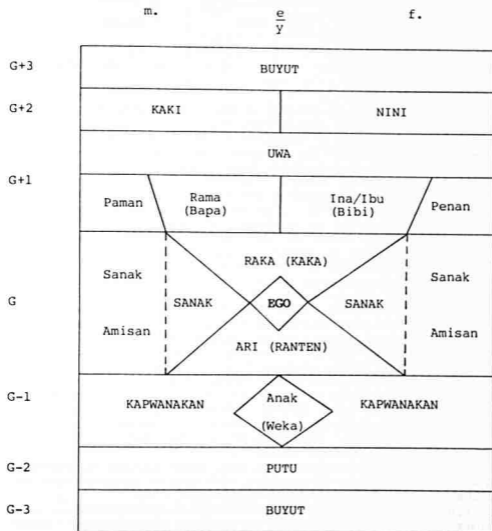 m. e/y f.
G+3 BUYUT
G+2 KAKI NINI
UWA
G+1 Paman Rama (Bapa) Ina/Ibu (Bibi) Penan
RAKA (KAKA)
Sanak Sanak
G SANAK EGO SANAK
Amisan Amisan
ARI (RANTEN)
G-1 KAPWANAKAN Anak (Weka) KAPWANAKAN
G-2 PUTU
G-3 BUYUT